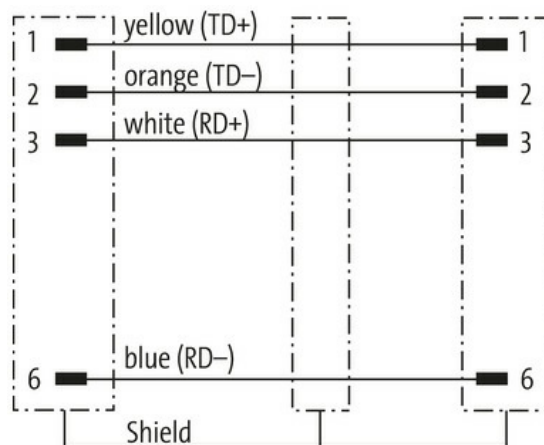 1 yellow (TD+) 1
2 orange (TD–) 2
3 white (RD+) 3
6 blue (RD–) 6
Shield